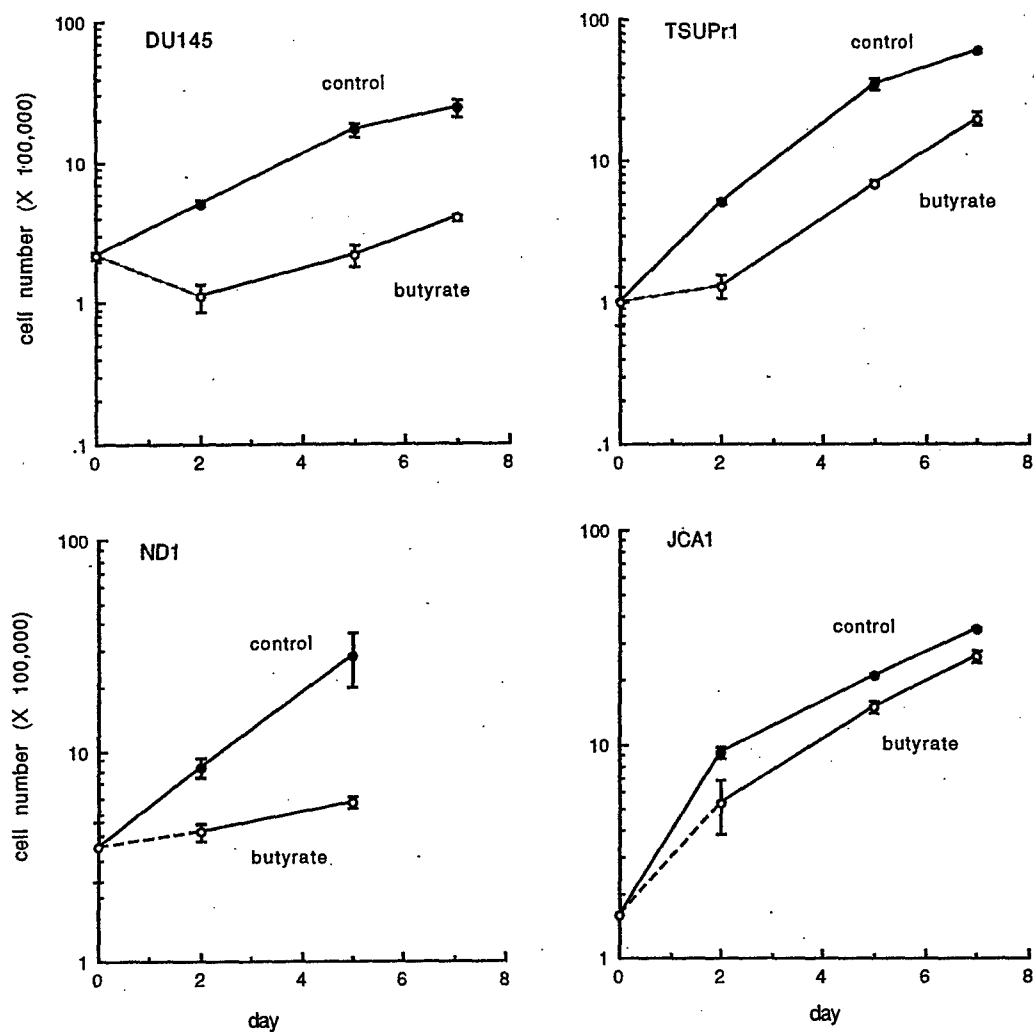 DU145
control
butyrate
cell number (X 100,000)
100
10
1
.1
0 2 4 6 8
TSUPr1
control
butyrate
100
10
1
.1
0 2 4 6 8
ND1
control
butyrate
cell number (X 100,000)
100
10
1
0 2 4 6 8
day
JCA1
control
butyrate
100
10
1
0 2 4 6 8
day